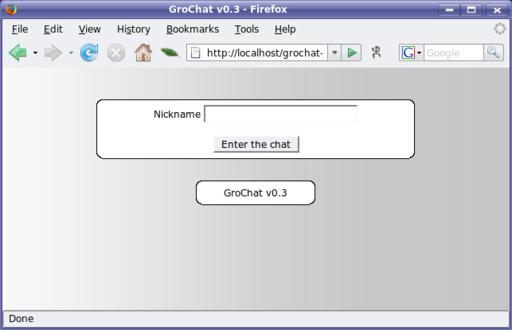 GroChat v0.3 - Firefox
File Edit View History Bookmarks Tools Help
http://localhost/grochat- G Google
Nickname
Enter the chat
GroChat v0.3
Done